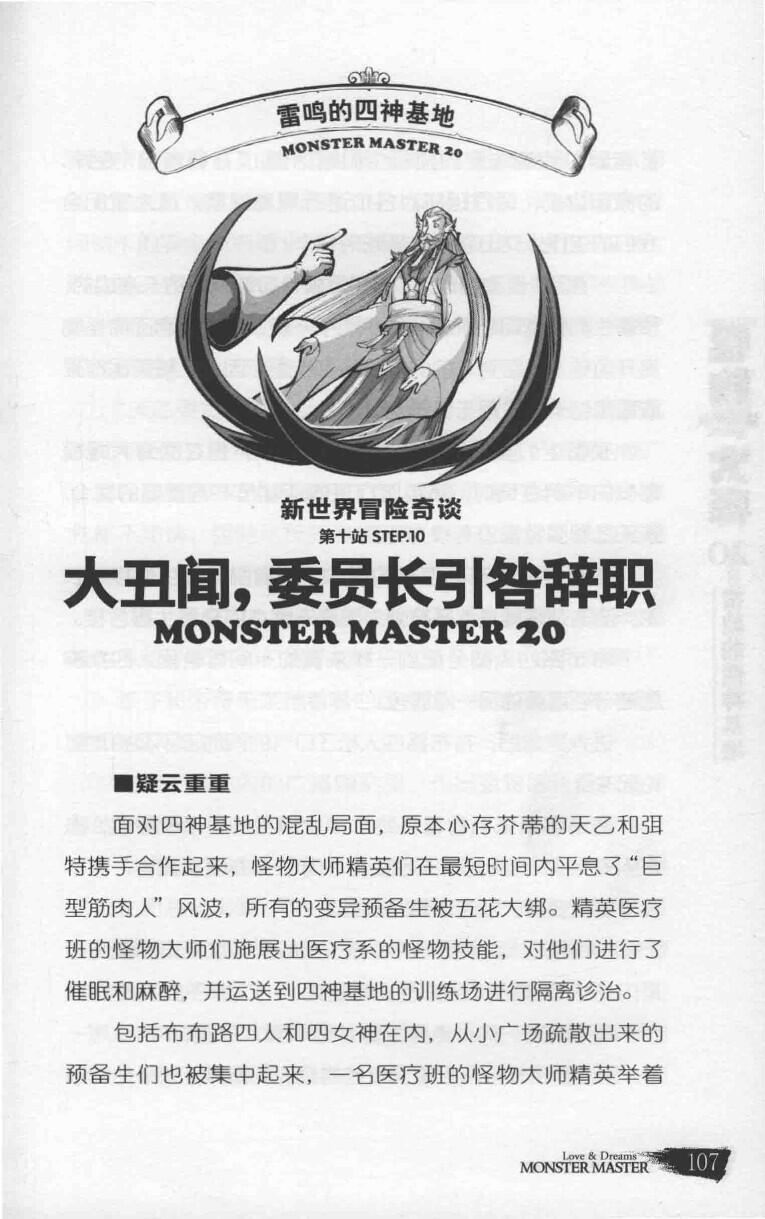 雷鸣的四神基地
MONSTER MASTER 20
新世界冒险奇谈
第十站 STEP.10
大丑闻，委员长引咎辞职
MONSTER MASTER 20
■疑云重重
面对四神基地的混乱局面，原本心存芥蒂的天乙和弭
特携手合作起来，怪物大师精英们在最短时间内平息了“巨
型筋肉人”风波，所有的变异预备生被五花大绑。精英医疗
班的怪物大师们施展出医疗系的怪物技能，对他们进行了
催眠和麻醉，并运送到四神基地的训练场进行隔离诊治。
包括布布路四人和四女神在内，从小广场疏散出来的
预备生们也被集中起来，一名医疗班的怪物大师精英举着
Love & Dreams
MONSTER MASTER 107